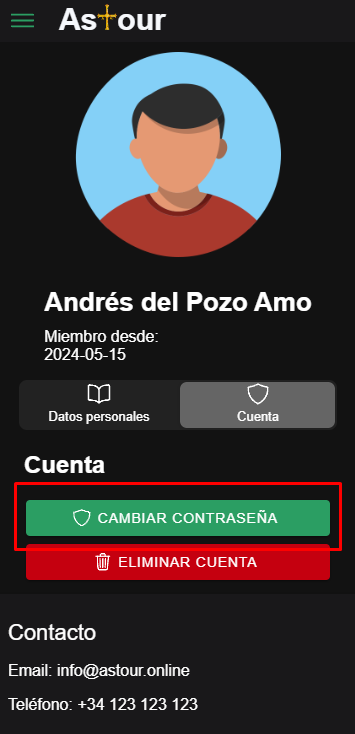 Astour
Andrés del Pozo Amo
Miembro desde:
2024-05-15
Datos personales
Cuenta
Cuenta
CAMBIAR CONTRASEÑA
ELIMINAR CUENTA
Contacto
Email: info@astour.online
Teléfono: +34 123 123 123